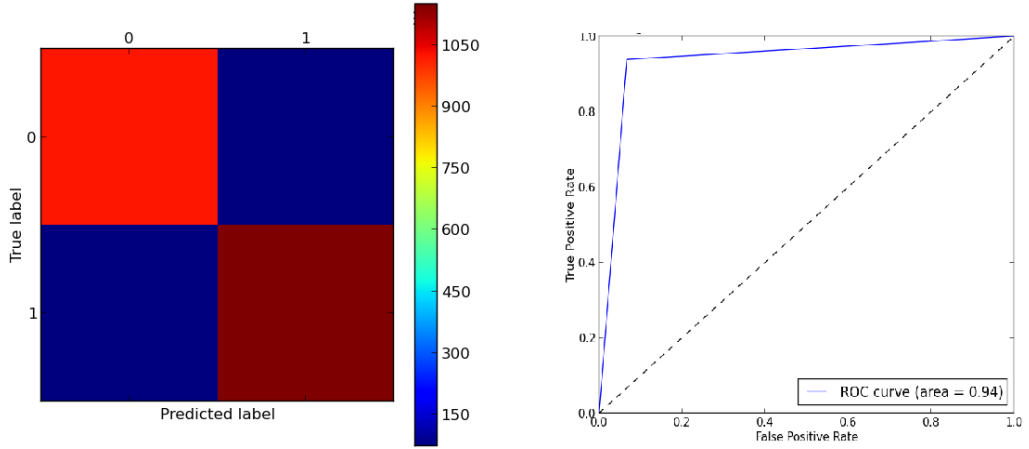 0 1
0
1
True label
Predicted label
1050
900
750
600
450
300
150
1.0
0.8
0.6
0.4
0.2
0.0
True Positive Rate
0.0 0.2 0.4 0.6 0.8 1.0
False Positive Rate
ROC curve (area = 0.94)